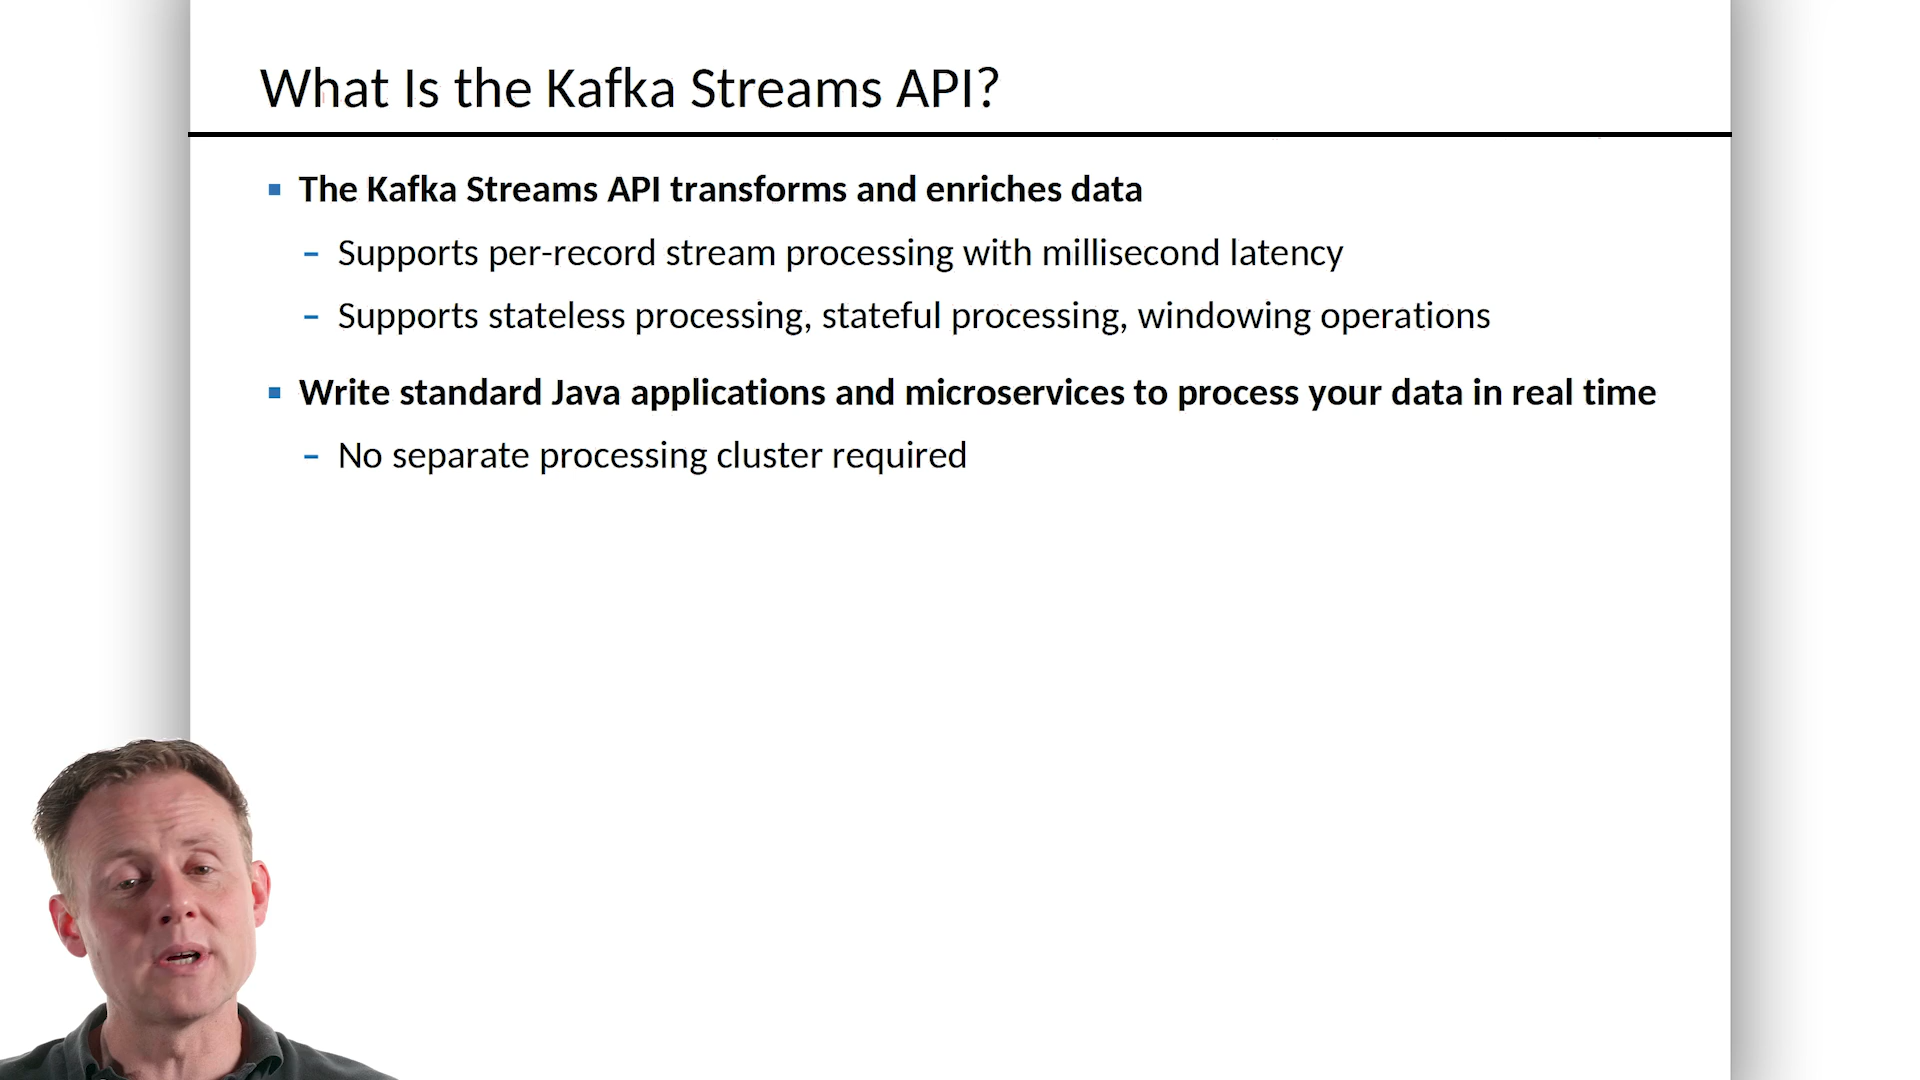 What Is the Kafka Streams API?
The Kafka Streams API transforms and enriches data
– Supports per-record stream processing with millisecond latency
– Supports stateless processing, stateful processing, windowing operations
Write standard Java applications and microservices to process your data in real time
– No separate processing cluster required